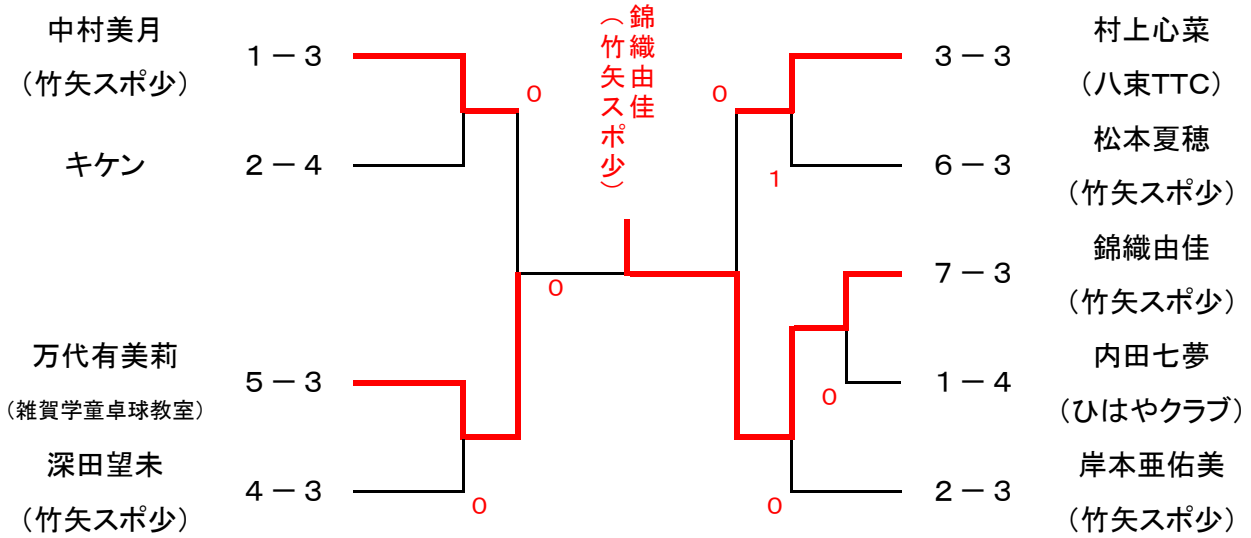 中村美月
(竹矢スポ少)
1-3
キケン
2-4
万代有美莉
(雑賀学童卓球教室)
5-3
深田望未
(竹矢スポ少)
4-3
0
0
0
錦織由佳
(竹矢スポ少)
0
1
0
0
3-3
村上心菜
(八束TTC)
6-3
松本夏穂
(竹矢スポ少)
7-3
錦織由佳
(竹矢スポ少)
1-4
内田七夢
(ひはやクラブ)
2-3
岸本亜佑美
(竹矢スポ少)